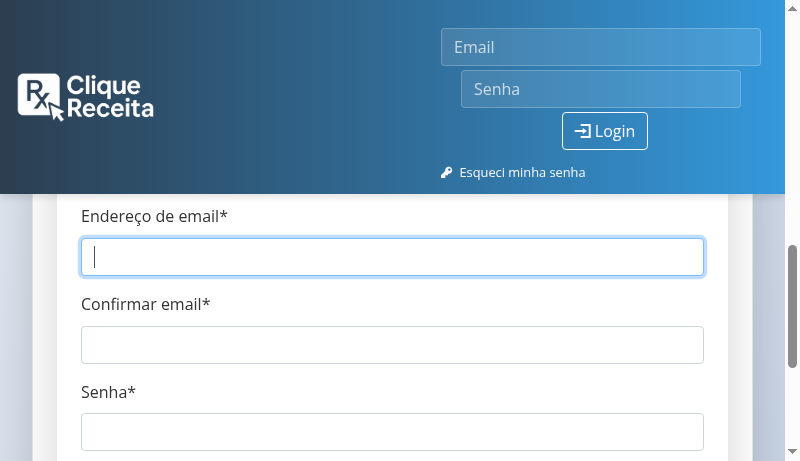 Email
Senha
Rx Clique
Receita
Login
Esqueci minha senha
Endereço de email*
Confirmar email*
Senha*